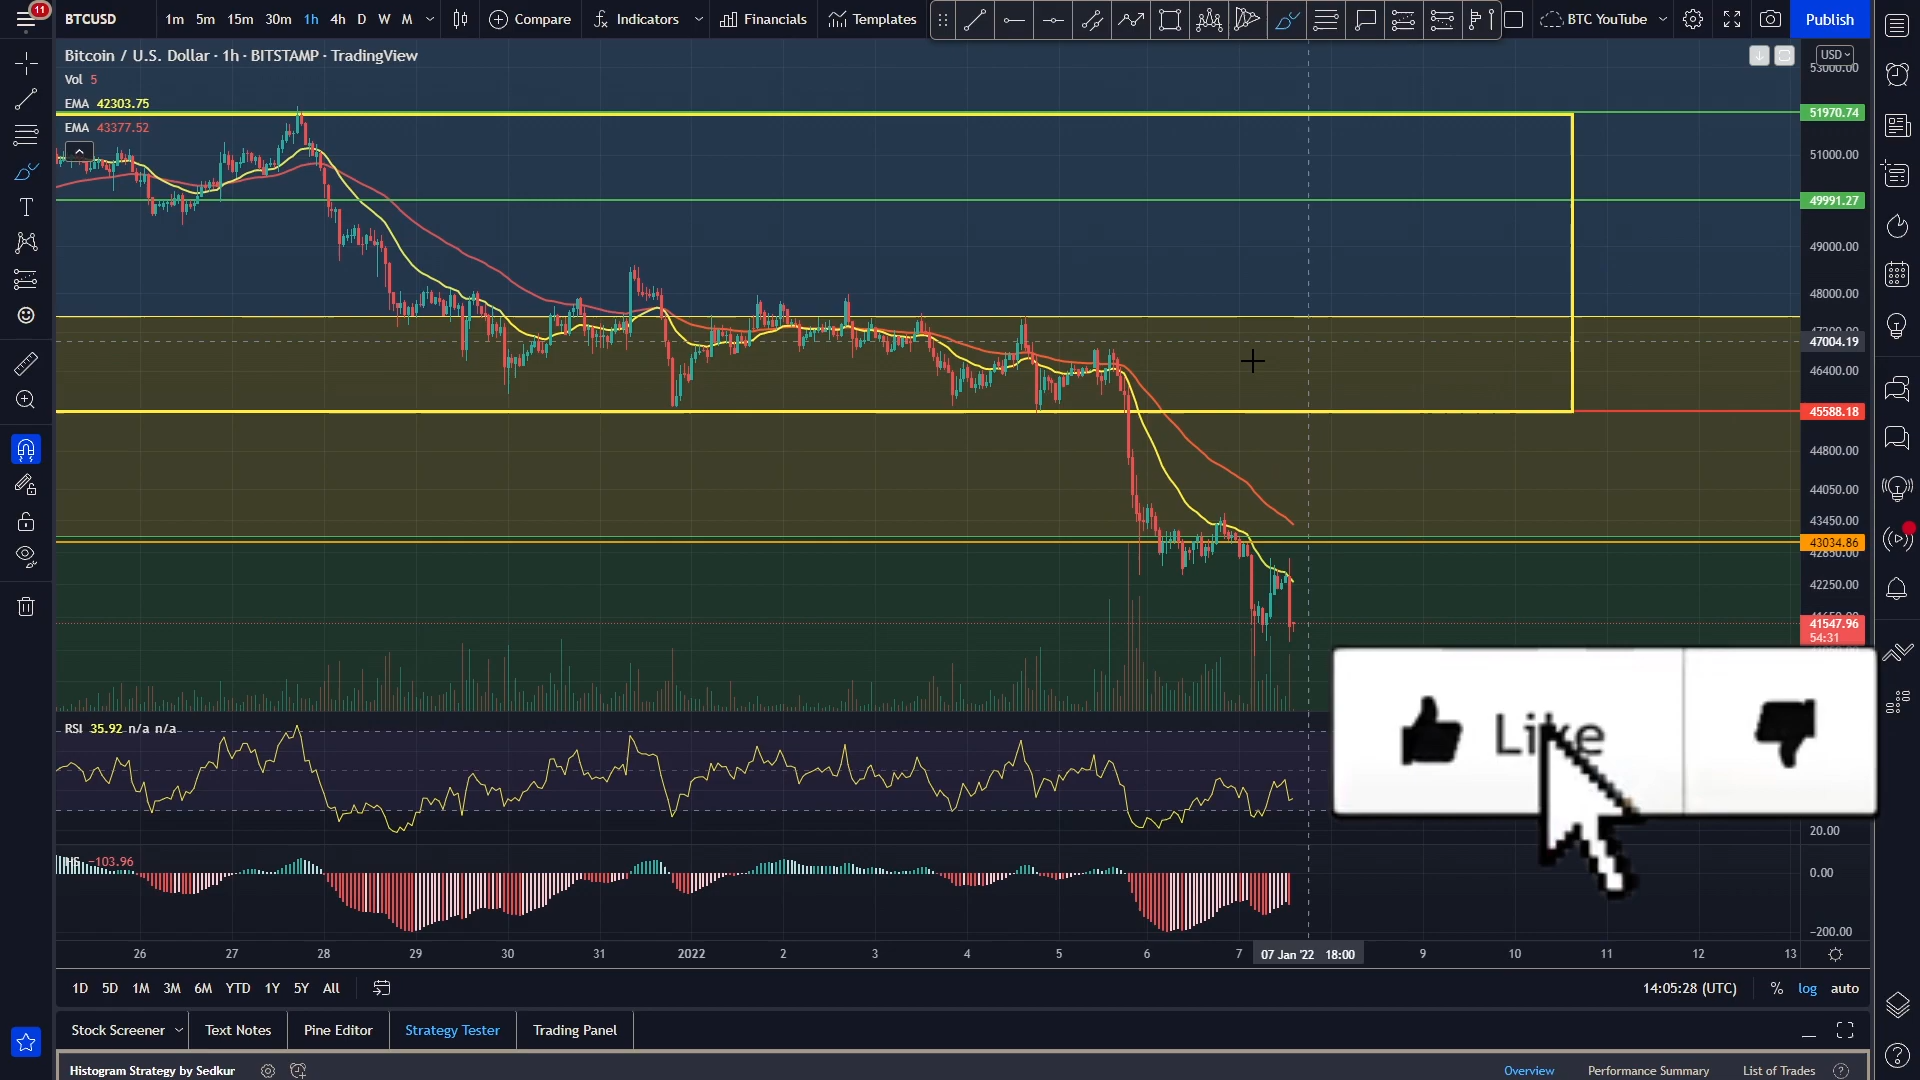 11
BTCUSD
1m 5m 15m 30m 1h 4h D W M
Compare
Indicators
Financials
Templates
BTC YouTube
Publish
Bitcoin / U.S. Dollar · 1h · BITSTAMP · TradingView
USD
Vol 5
EMA 42303.75
EMA 43377.52
53000.00
51970.74
51000.00
49991.27
49000.00
48000.00
47004.19
46400.00
45588.18
44800.00
44050.00
43450.00
43034.86
42850.00
42250.00
41547.96
54:31
Like
RSI 35.92 n/a n/a
20.00
−103.96
0.00
−200.00
26 27 28 29 30 31 2022 2 3 4 5 6 7 07 Jan '22 18:00 9 10 11 12 13
1D 5D 1M 3M 6M YTD 1Y 5Y All
14:05:28 (UTC)
% log auto
Stock Screener
Text Notes
Pine Editor
Strategy Tester
Trading Panel
Histogram Strategy by Sedkur
Overview
Performance Summary
List of Trades